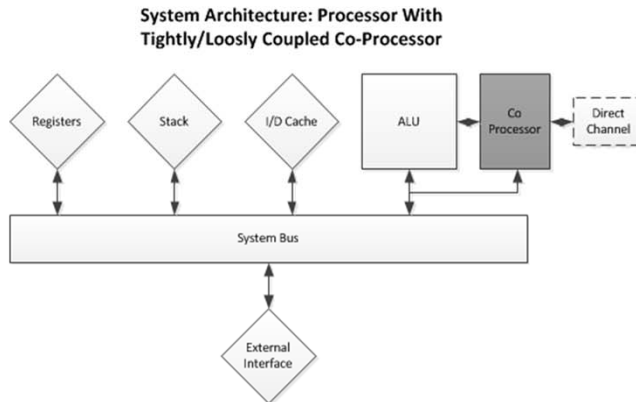 System Architecture: Processor With
Tightly/Loosly Coupled Co-Processor
Registers
Stack
I/D Cache
ALU
Co
Processor
Direct
Channel
System Bus
External
Interface